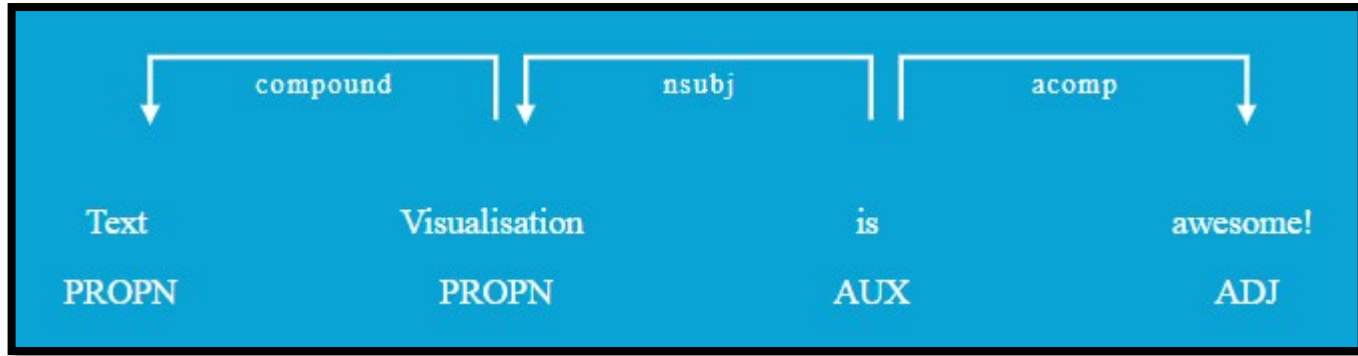 compound nsubj acomp
Text Visualisation is awesome!
PROPN PROPN AUX ADJ